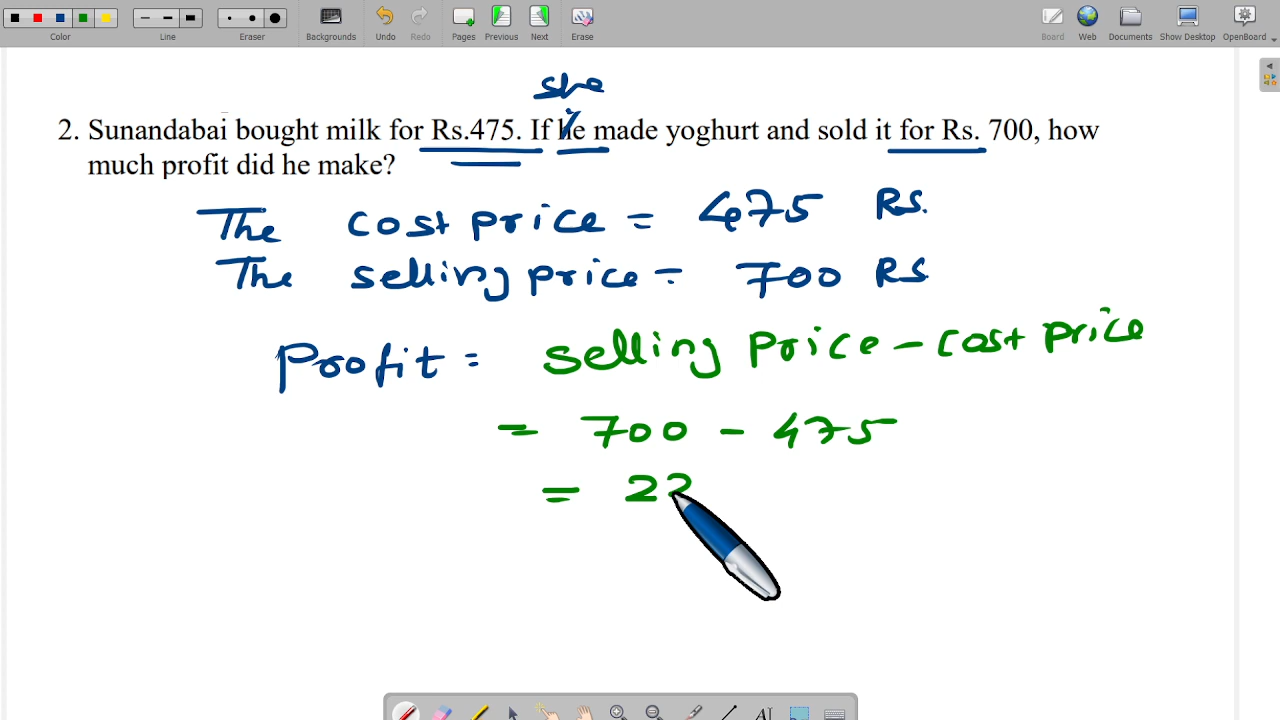 Color Line Eraser Backgrounds Undo Redo Pages Previous Next Erase Board Web Documents Show Desktop OpenBoard
she
2. Sunandabai bought milk for Rs.475. If he made yoghurt and sold it for Rs. 700, how
much profit did he make?
The cost price = 475 Rs.
The selling price = 700 RS
Profit = selling price - cost price
= 700 - 475
= 22